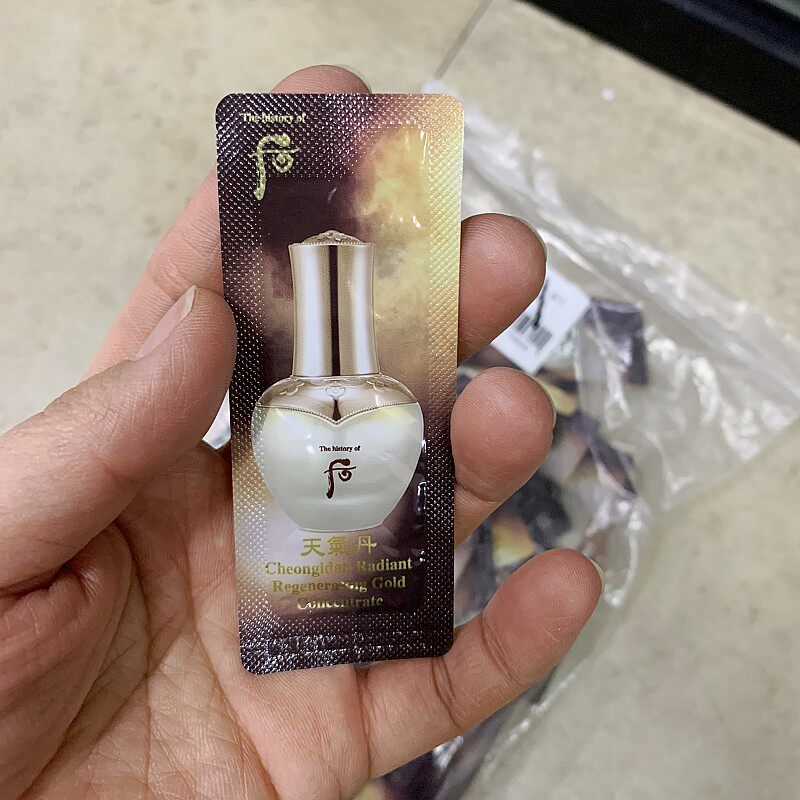 The history of
后
The history of
后
天氣丹
Cheongidan Radiant
Regenerating Gold
Concentrate